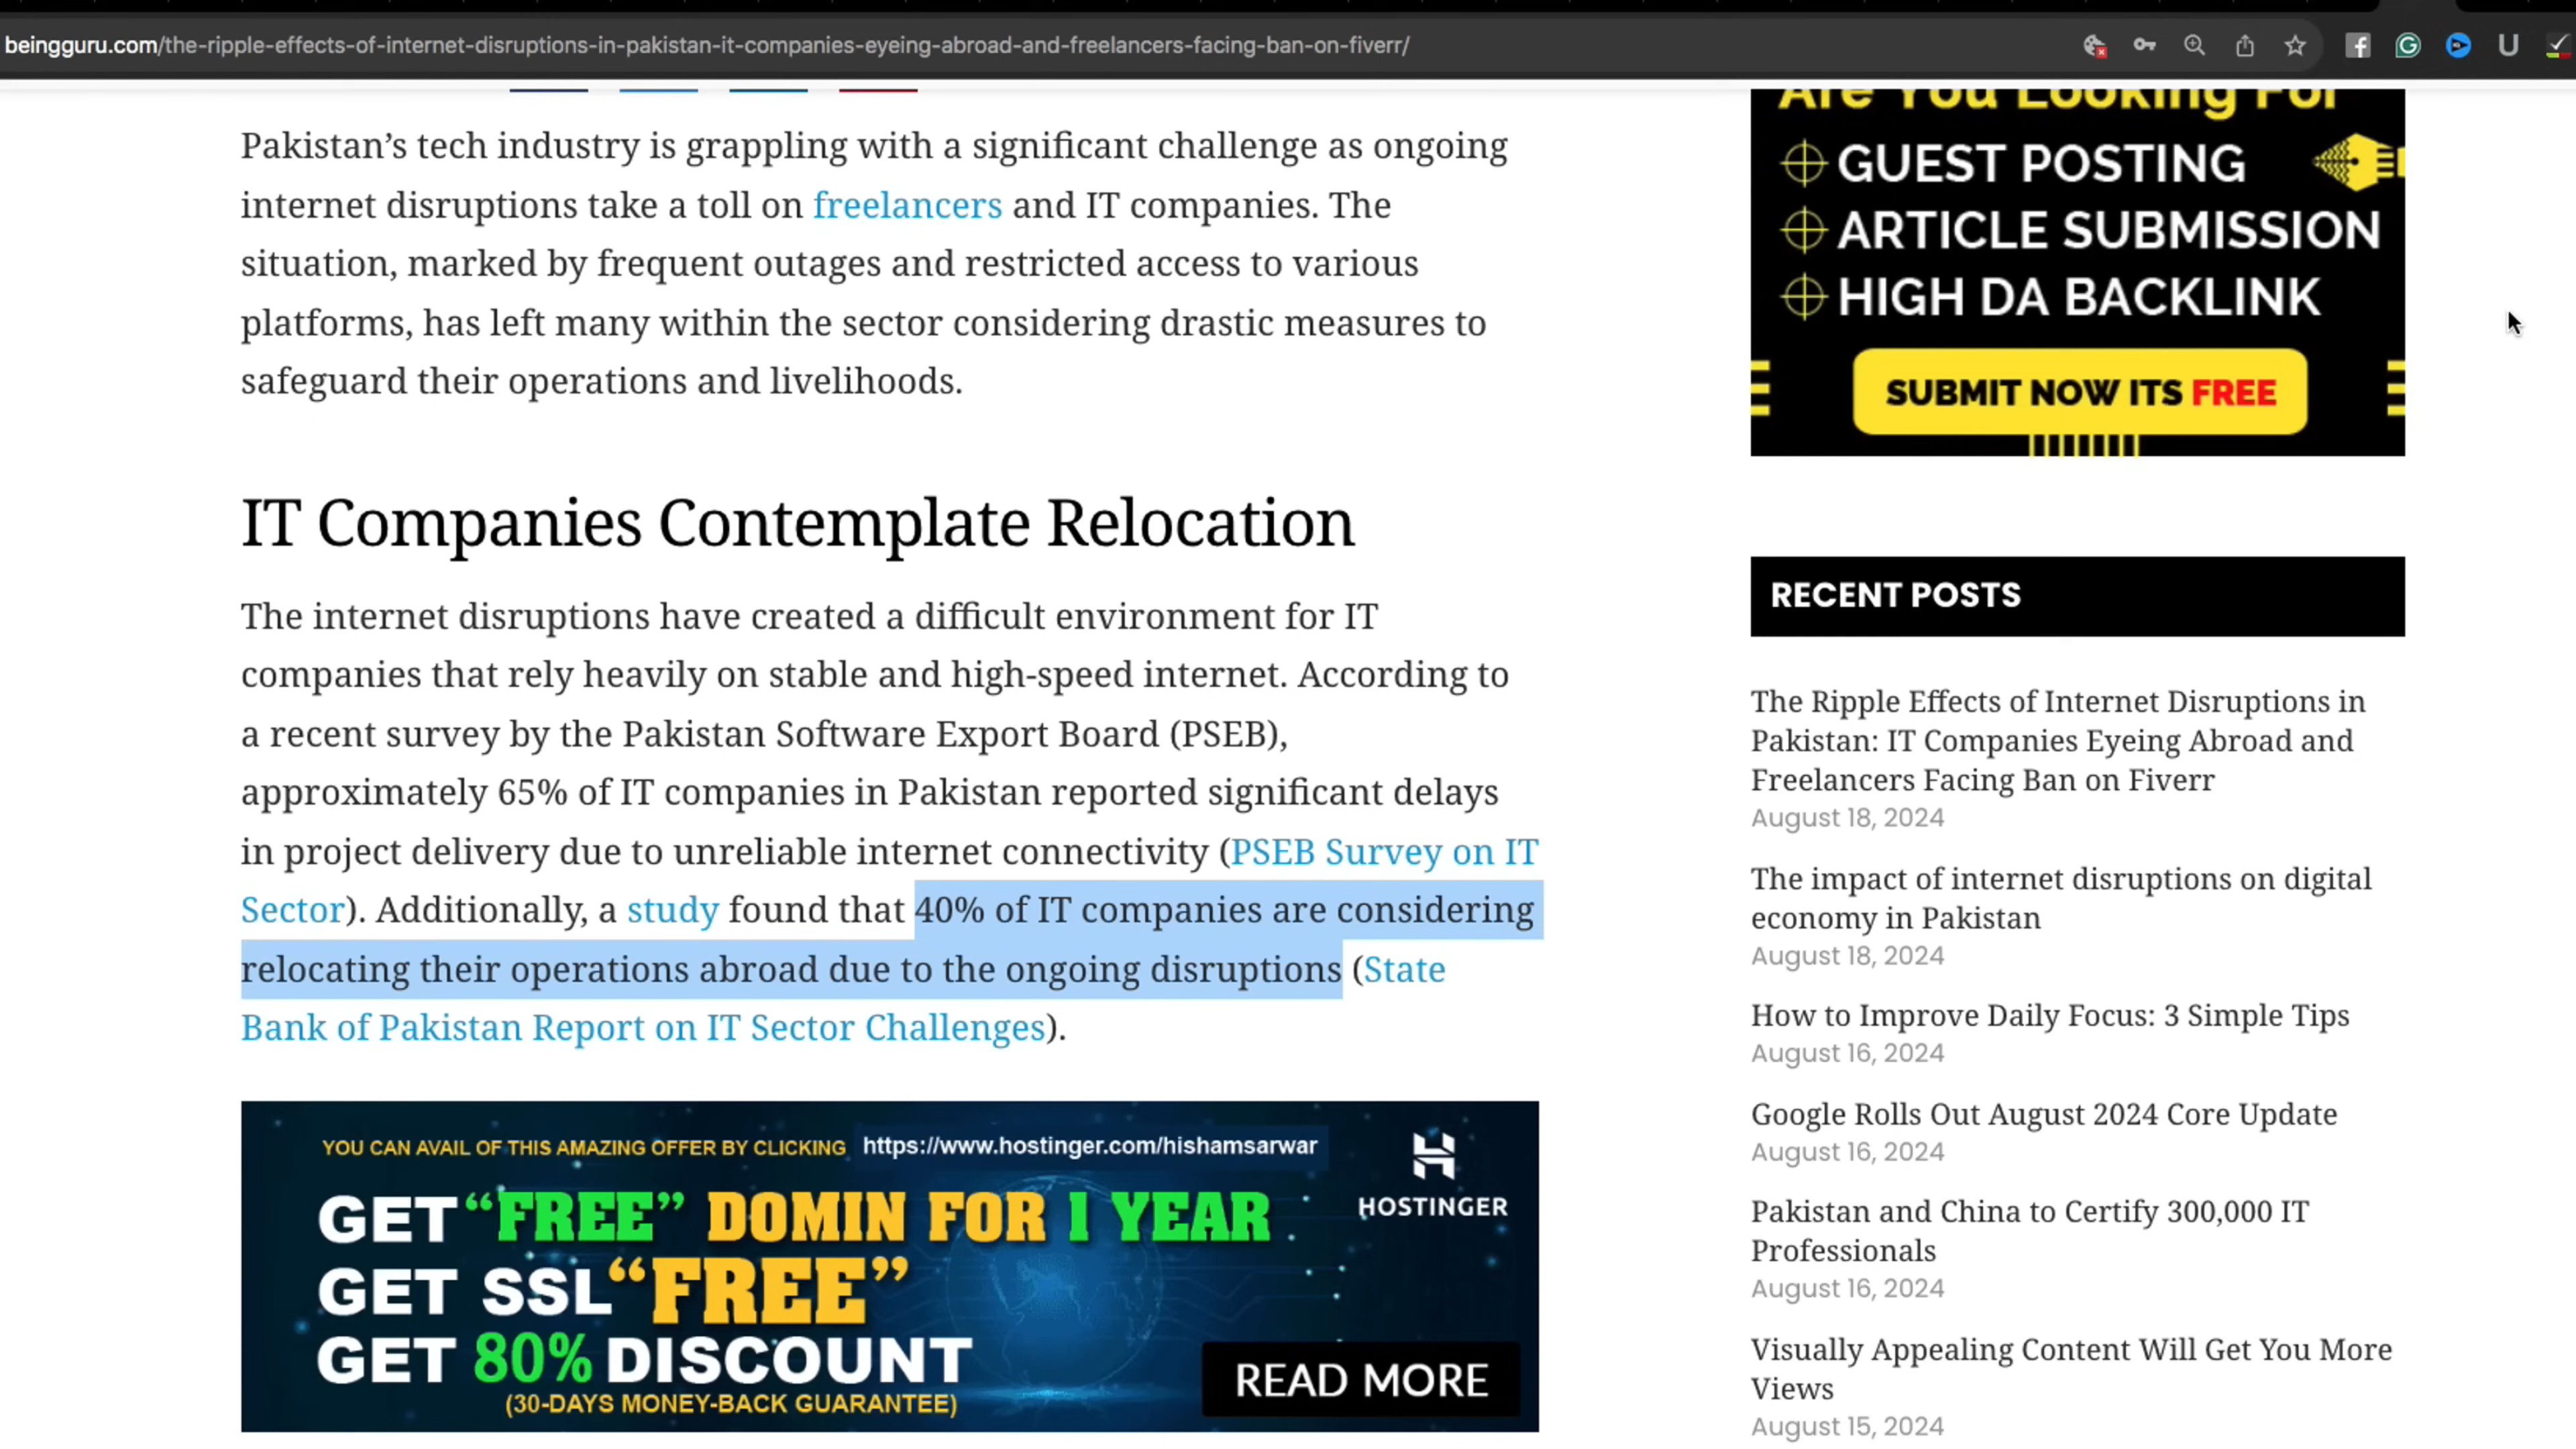 beingguru.com/the-ripple-effects-of-internet-disruptions-in-pakistan-it-companies-eyeing-abroad-and-freelancers-facing-ban-on-fiverr/
Pakistan’s tech industry is grappling with a significant challenge as ongoing
internet disruptions take a toll on freelancers and IT companies. The
situation, marked by frequent outages and restricted access to various
platforms, has left many within the sector considering drastic measures to
safeguard their operations and livelihoods.
IT Companies Contemplate Relocation
The internet disruptions have created a difficult environment for IT
companies that rely heavily on stable and high-speed internet. According to
a recent survey by the Pakistan Software Export Board (PSEB),
approximately 65% of IT companies in Pakistan reported significant delays
in project delivery due to unreliable internet connectivity (PSEB Survey on IT
Sector). Additionally, a study found that 40% of IT companies are considering
relocating their operations abroad due to the ongoing disruptions (State
Bank of Pakistan Report on IT Sector Challenges).
YOU CAN AVAIL OF THIS AMAZING OFFER BY CLICKING https://www.hostinger.com/hishamsarwar
HOSTINGER
GET “FREE” DOMIN FOR 1 YEAR
GET SSL “FREE”
GET 80% DISCOUNT
(30-DAYS MONEY-BACK GUARANTEE)
READ MORE
Are You Looking For
GUEST POSTING
ARTICLE SUBMISSION
HIGH DA BACKLINK
SUBMIT NOW ITS FREE
RECENT POSTS
The Ripple Effects of Internet Disruptions in
Pakistan: IT Companies Eyeing Abroad and
Freelancers Facing Ban on Fiverr
August 18, 2024
The impact of internet disruptions on digital
economy in Pakistan
August 18, 2024
How to Improve Daily Focus: 3 Simple Tips
August 16, 2024
Google Rolls Out August 2024 Core Update
August 16, 2024
Pakistan and China to Certify 300,000 IT
Professionals
August 16, 2024
Visually Appealing Content Will Get You More
Views
August 15, 2024